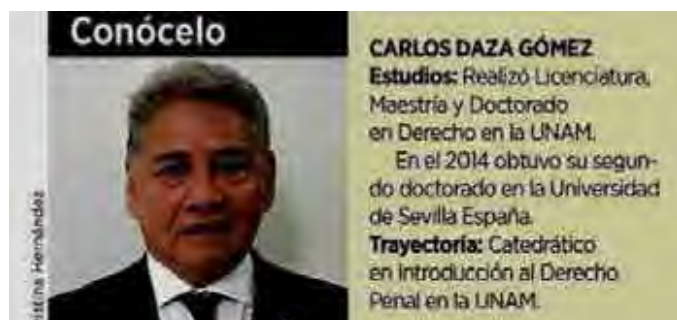 Conócelo
CARLOS DAZA GÓMEZ
Estudios: Realizó Licenciatura,
Maestría y Doctorado
en Derecho en la UNAM.
En el 2014 obtuvo su segun-
do doctorado en la Universidad
de Sevilla España.
Trayectoria: Catedrático
en Introducción al Derecho
Penal en la UNAM.
Hernández